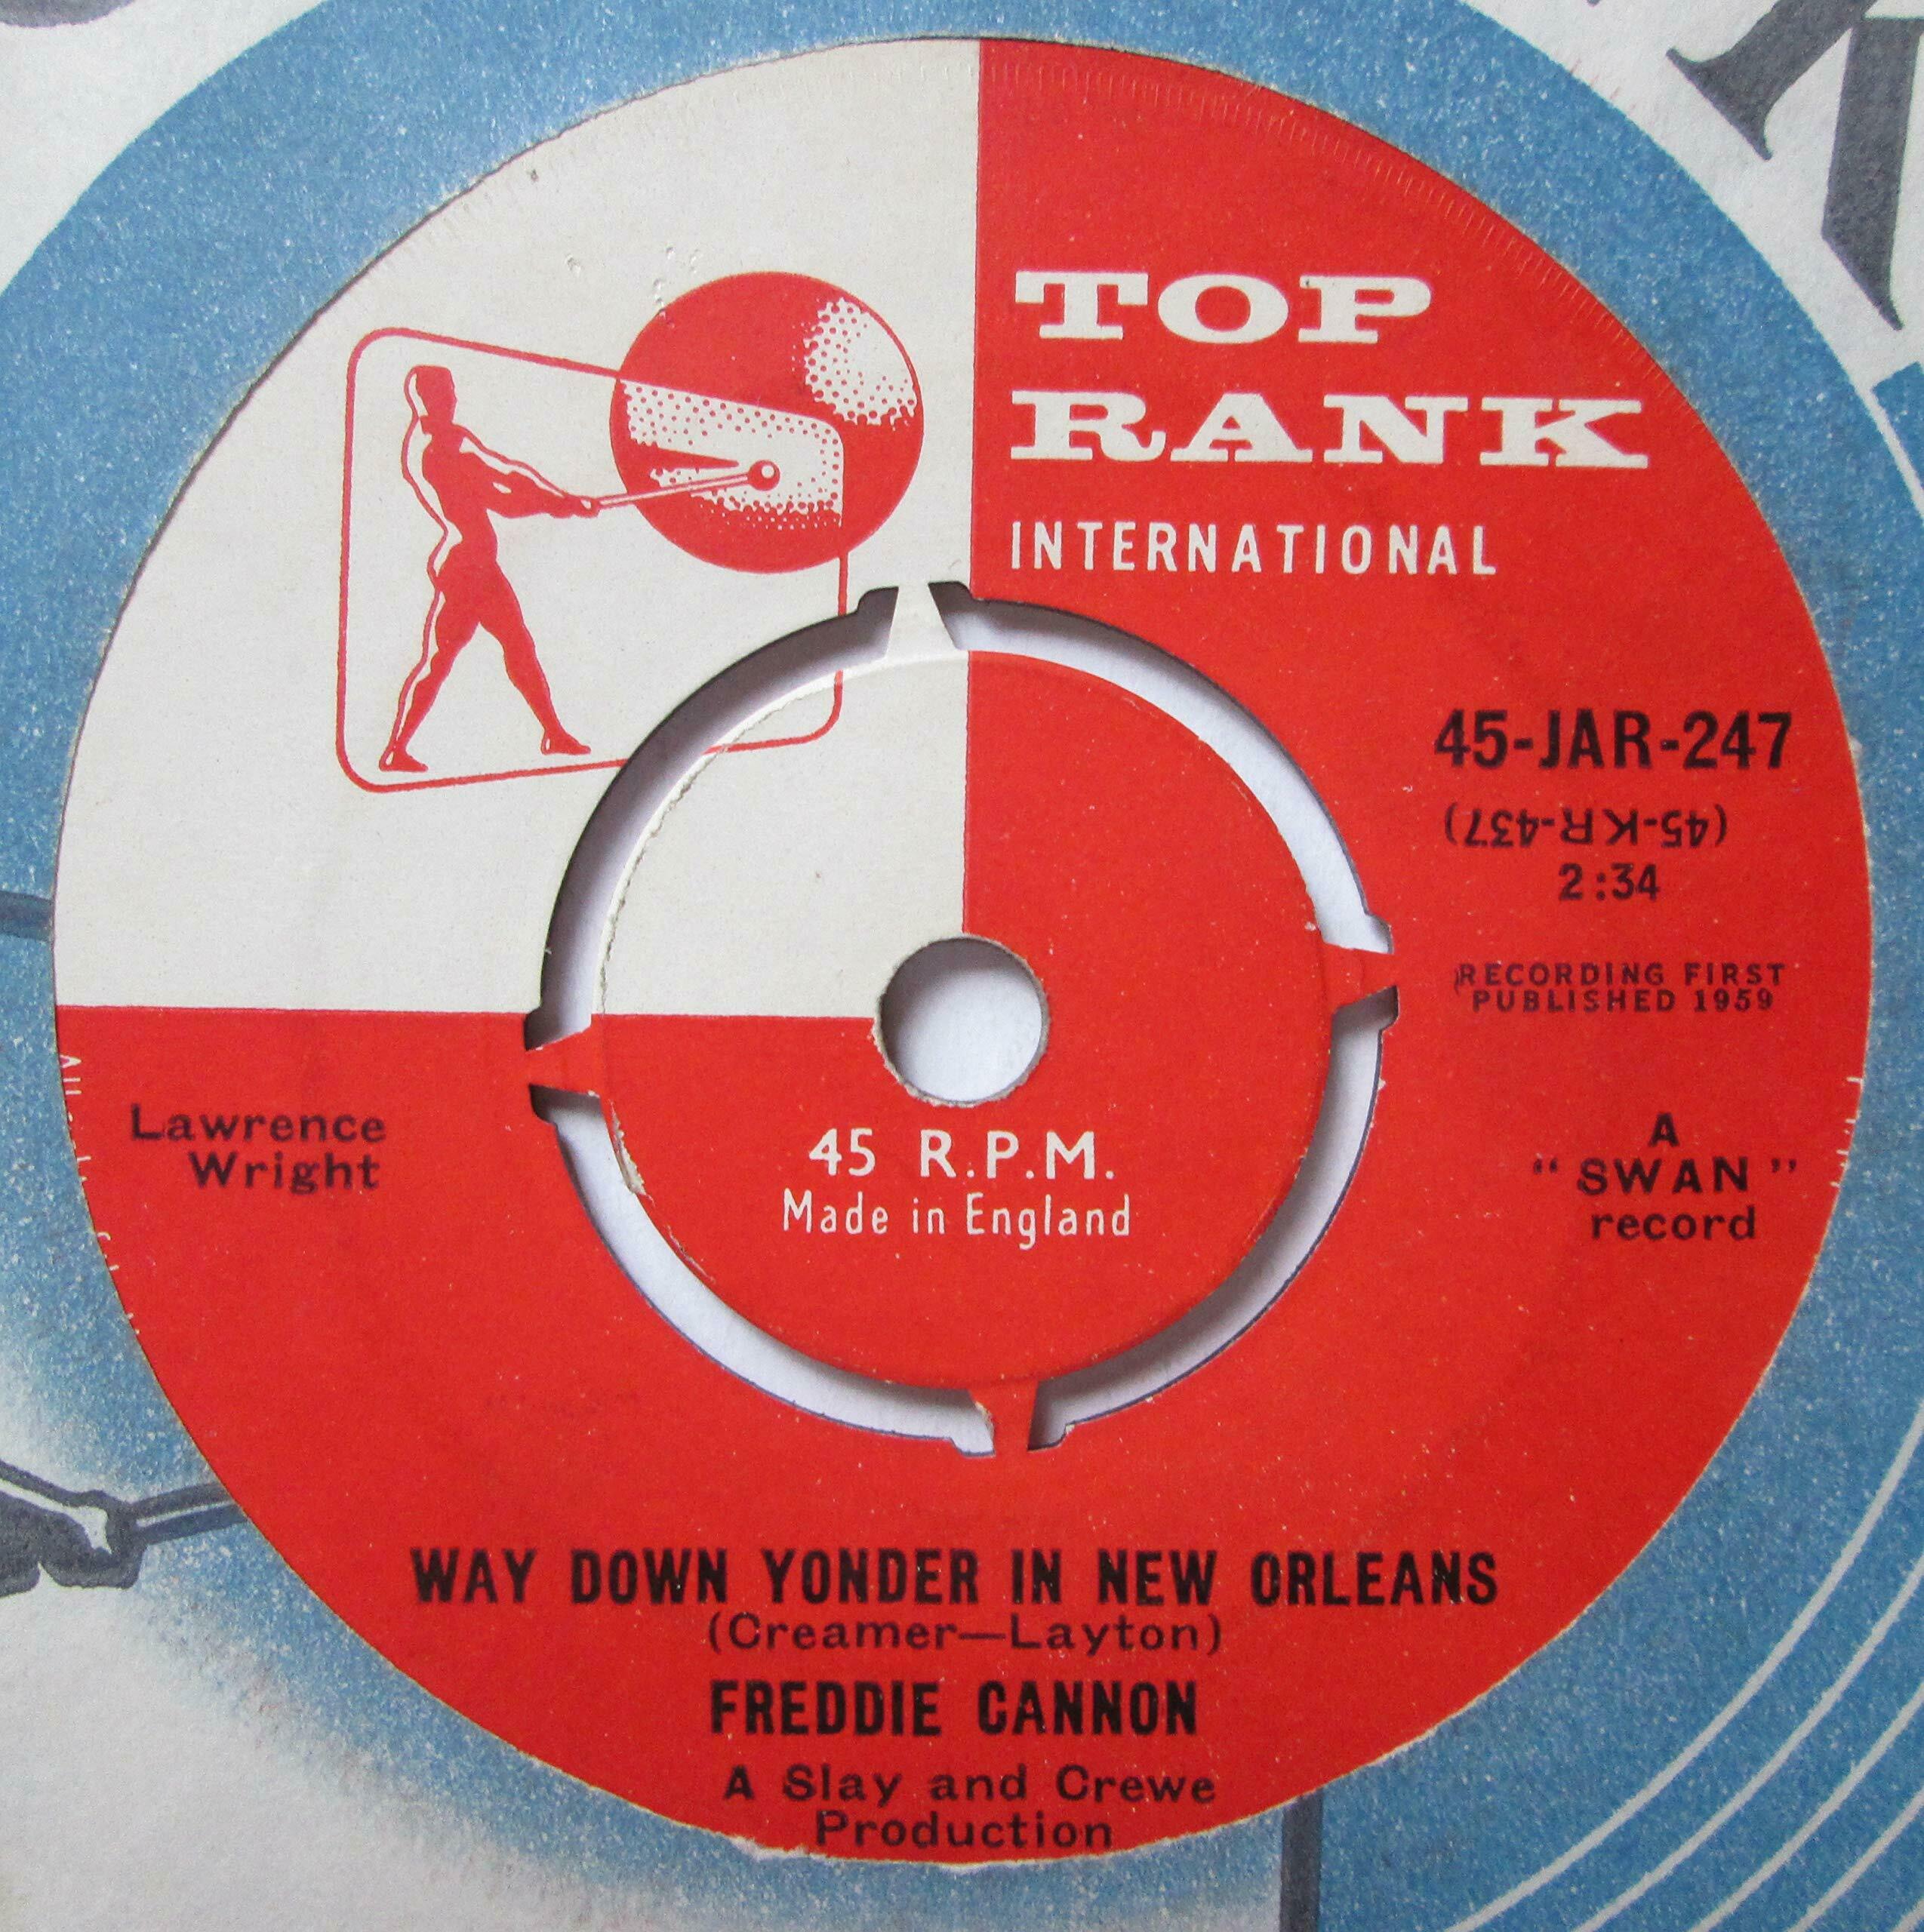 TOP
RANK
INTERNATIONAL
45-JAR-247
(45-KR-437)
2:34
RECORDING FIRST
PUBLISHED 1959
Lawrence
Wright
A
“ SWAN ”
record
45 R.P.M.
Made in England
WAY DOWN YONDER IN NEW ORLEANS
(Creamer—Layton)
FREDDIE CANNON
A Slay and Crewe
Production